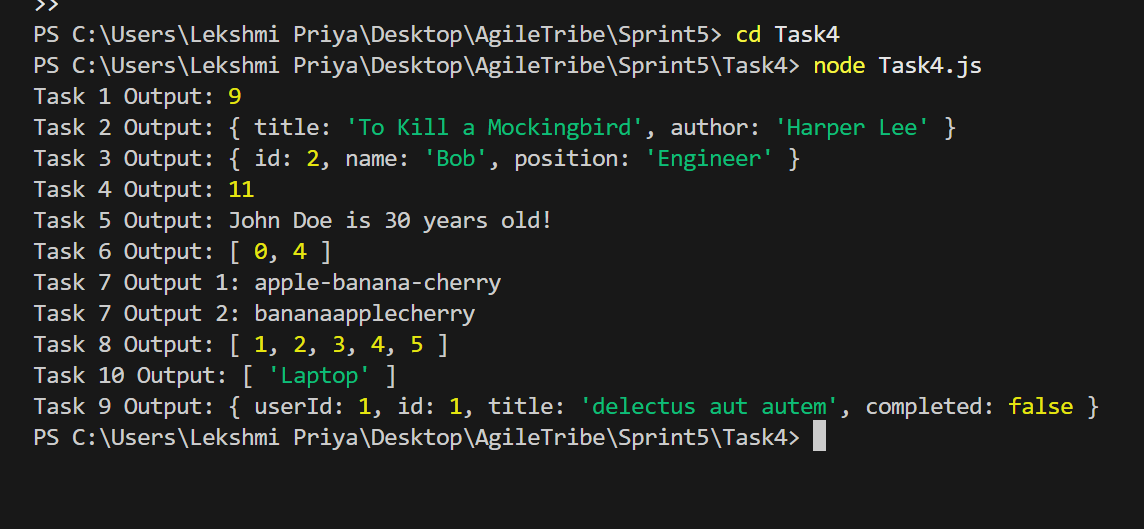 >>
PS C:\Users\Lekshmi Priya\Desktop\AgileTribe\Sprint5> cd Task4
PS C:\Users\Lekshmi Priya\Desktop\AgileTribe\Sprint5\Task4> node Task4.js
Task 1 Output: 9
Task 2 Output: { title: 'To Kill a Mockingbird', author: 'Harper Lee' }
Task 3 Output: { id: 2, name: 'Bob', position: 'Engineer' }
Task 4 Output: 11
Task 5 Output: John Doe is 30 years old!
Task 6 Output: [ 0, 4 ]
Task 7 Output 1: apple-banana-cherry
Task 7 Output 2: bananaapplecherry
Task 8 Output: [ 1, 2, 3, 4, 5 ]
Task 10 Output: [ 'Laptop' ]
Task 9 Output: { userId: 1, id: 1, title: 'delectus aut autem', completed: false }
PS C:\Users\Lekshmi Priya\Desktop\AgileTribe\Sprint5\Task4>